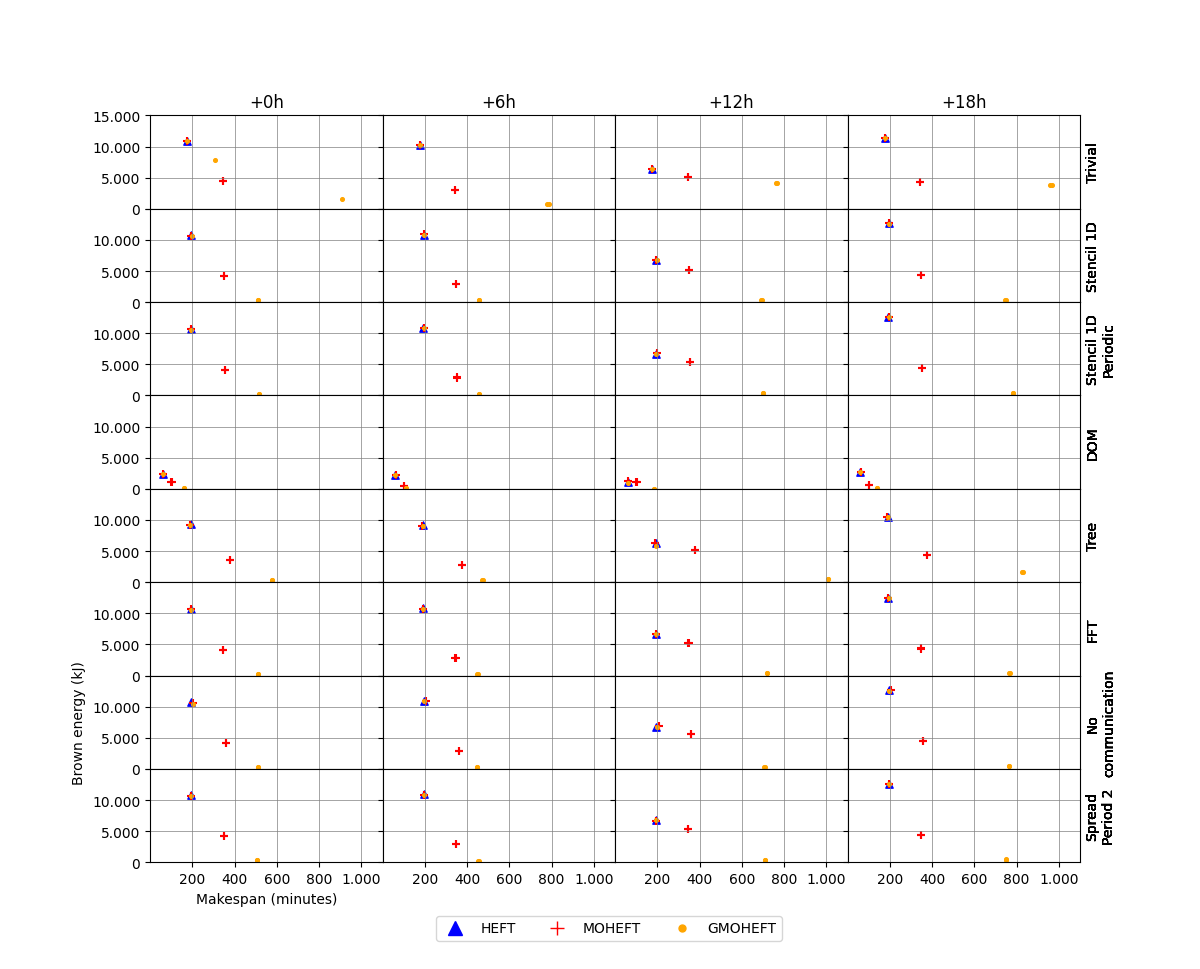 +0h +6h +12h +18h
15.000
10.000
5.000
0
Trivial
10.000
5.000
0
Stencil 1D
10.000
5.000
0
Stencil 1D
Periodic
10.000
5.000
0
DOM
10.000
5.000
0
Tree
10.000
5.000
0
FFT
10.000
5.000
0
No
communication
10.000
5.000
0
Spread
Period 2
Brown energy (kJ)
200 400 600 800 1.000 200 400 600 800 1.000 200 400 600 800 1.000 200 400 600 800 1.000
Makespan (minutes)
HEFT MOHEFT GMOHEFT